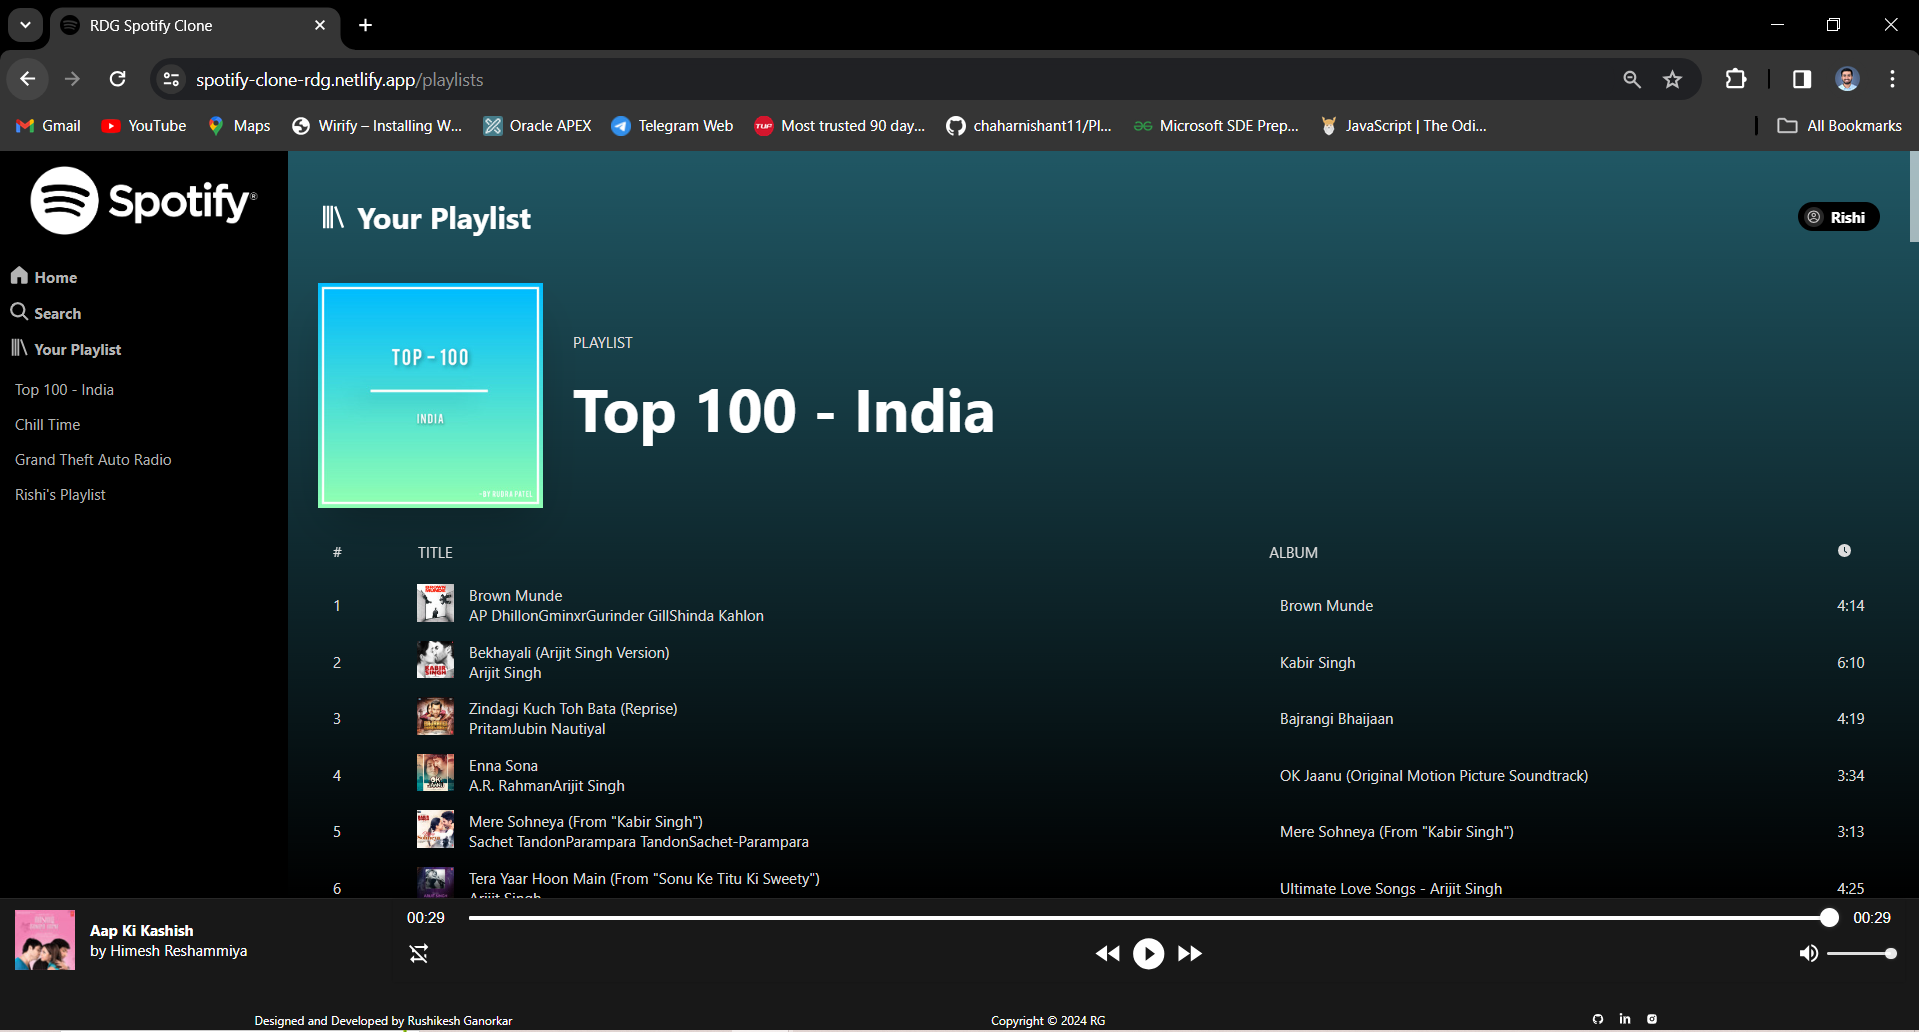 RDG Spotify Clone
spotify-clone-rdg.netlify.app/playlists
Gmail YouTube Maps Wirify – Installing W... Oracle APEX Telegram Web Most trusted 90 day... chaharnishant11/Pl... Microsoft SDE Prep... JavaScript | The Odi... All Bookmarks
Spotify®
Home
Search
Your Playlist
Top 100 - India
Chill Time
Grand Theft Auto Radio
Rishi's Playlist
Your Playlist
Rishi
TOP - 100
INDIA
-BY RUDRA PATEL
PLAYLIST
Top 100 - India
# TITLE ALBUM
1 Brown Munde
AP DhillonGminxrGurinder GillShinda Kahlon
Brown Munde 4:14
2 Bekhayali (Arijit Singh Version)
Arijit Singh
Kabir Singh 6:10
3 Zindagi Kuch Toh Bata (Reprise)
PritamJubin Nautiyal
Bajrangi Bhaijaan 4:19
4 Enna Sona
A.R. RahmanArijit Singh
OK Jaanu (Original Motion Picture Soundtrack) 3:34
5 Mere Sohneya (From "Kabir Singh")
Sachet TandonParampara TandonSachet-Parampara
Mere Sohneya (From "Kabir Singh") 3:13
6 Tera Yaar Hoon Main (From "Sonu Ke Titu Ki Sweety")
Arijit Singh
Ultimate Love Songs - Arijit Singh 4:25
Aap Ki Kashish
by Himesh Reshammiya
00:29 00:29
Designed and Developed by Rushikesh Ganorkar
Copyright © 2024 RG